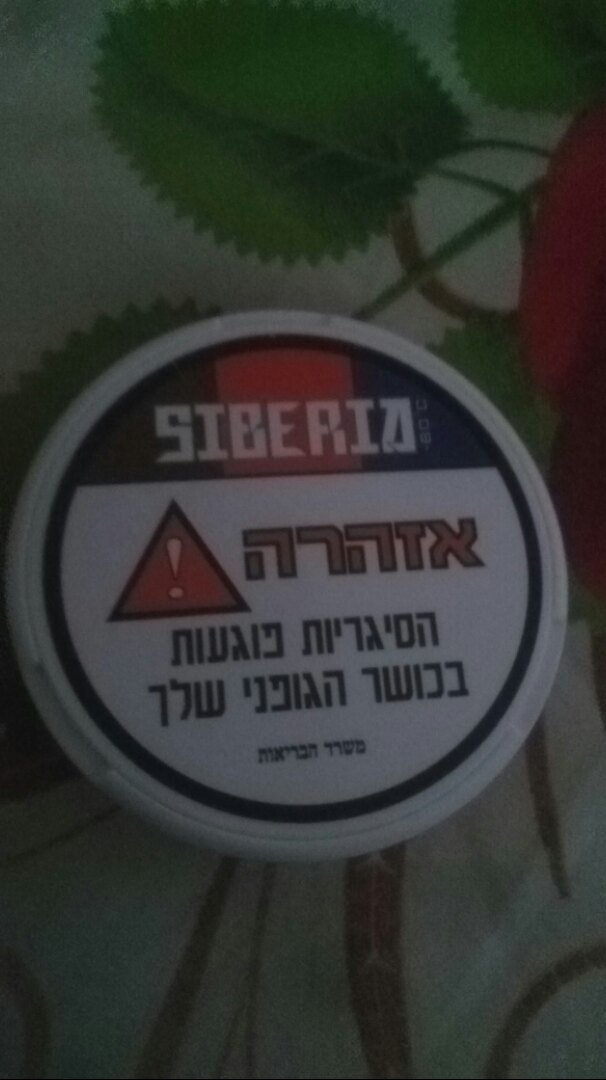 SIBERIA
אזהרה
!
הסיגריות פוגעות
בכושר הגופני שלך
משרד הבריאות